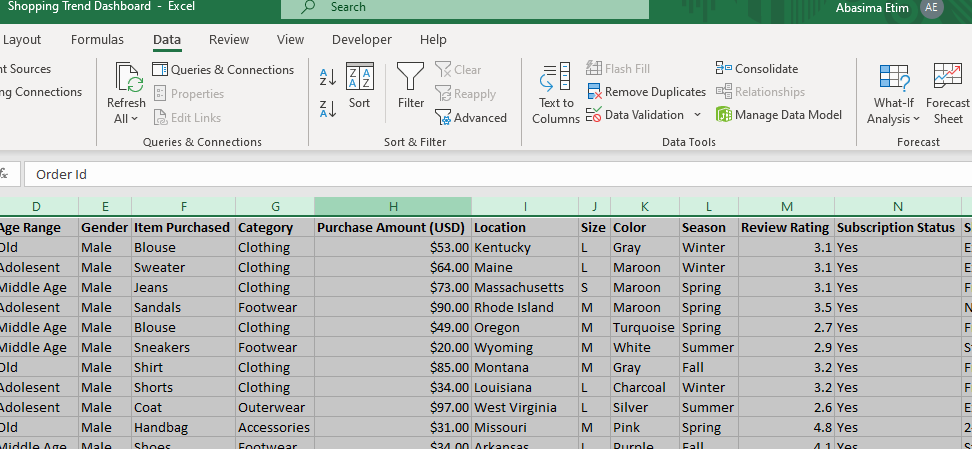 Shopping Trend Dashboard - Excel Search Abasima Etim AE
Layout Formulas Data Review View Developer Help
nt Sources Queries & Connections Clear Flash Fill Consolidate
ng Connections Properties Reapply Remove Duplicates Relationships
Refresh All Edit Links Sort Filter Advanced Text to Columns Data Validation Manage Data Model What-If Analysis Forecast Sheet
Queries & Connections Sort & Filter Data Tools Forecast
fx Order Id
D E F G H I J K L M N
Age Range Gender Item Purchased Category Purchase Amount (USD) Location Size Color Season Review Rating Subscription Status S
Old Male Blouse Clothing $53.00 Kentucky L Gray Winter 3.1 Yes E
Adolesent Male Sweater Clothing $64.00 Maine L Maroon Winter 3.1 Yes E
Middle Age Male Jeans Clothing $73.00 Massachusetts S Maroon Spring 3.1 Yes F
Adolesent Male Sandals Footwear $90.00 Rhode Island M Maroon Spring 3.5 Yes N
Middle Age Male Blouse Clothing $49.00 Oregon M Turquoise Spring 2.7 Yes F
Middle Age Male Sneakers Footwear $20.00 Wyoming M White Summer 2.9 Yes St
Old Male Shirt Clothing $85.00 Montana M Gray Fall 3.2 Yes F
Adolesent Male Shorts Clothing $34.00 Louisiana L Charcoal Winter 3.2 Yes F
Adolesent Male Coat Outerwear $97.00 West Virginia L Silver Summer 2.6 Yes E
Old Male Handbag Accessories $31.00 Missouri M Pink Spring 4.8 Yes 2
Middle Age Male Shoes Footwear $34.00 Arkansas L Purple Fall 4.1 Yes St